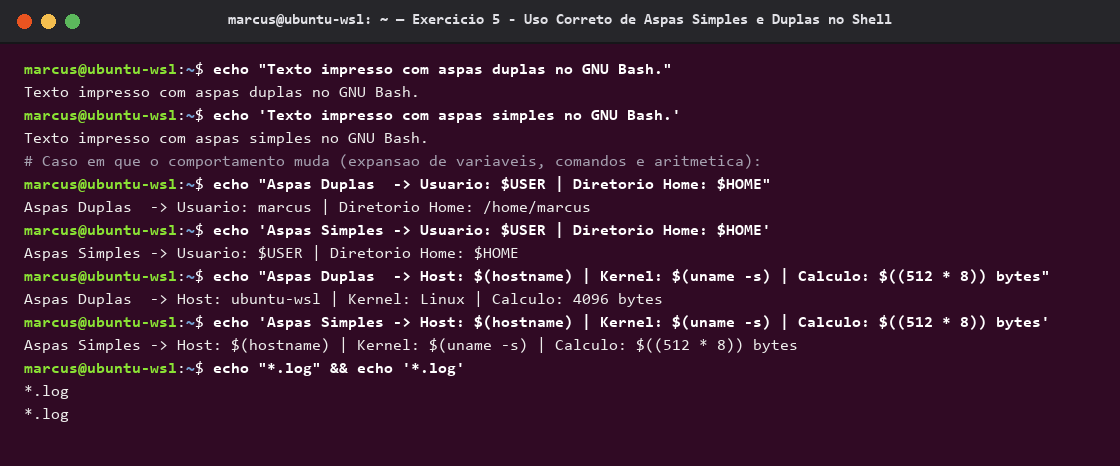 marcus@ubuntu-wsl: ~ — Exercicio 5 - Uso Correto de Aspas Simples e Duplas no Shell
marcus@ubuntu-wsl:~$ echo "Texto impresso com aspas duplas no GNU Bash."
Texto impresso com aspas duplas no GNU Bash.
marcus@ubuntu-wsl:~$ echo 'Texto impresso com aspas simples no GNU Bash.'
Texto impresso com aspas simples no GNU Bash.
# Caso em que o comportamento muda (expansao de variaveis, comandos e aritmetica):
marcus@ubuntu-wsl:~$ echo "Aspas Duplas  -> Usuario: $USER | Diretorio Home: $HOME"
Aspas Duplas  -> Usuario: marcus | Diretorio Home: /home/marcus
marcus@ubuntu-wsl:~$ echo 'Aspas Simples -> Usuario: $USER | Diretorio Home: $HOME'
Aspas Simples -> Usuario: $USER | Diretorio Home: $HOME
marcus@ubuntu-wsl:~$ echo "Aspas Duplas  -> Host: $(hostname) | Kernel: $(uname -s) | Calculo: $((512 * 8)) bytes"
Aspas Duplas  -> Host: ubuntu-wsl | Kernel: Linux | Calculo: 4096 bytes
marcus@ubuntu-wsl:~$ echo 'Aspas Simples -> Host: $(hostname) | Kernel: $(uname -s) | Calculo: $((512 * 8)) bytes'
Aspas Simples -> Host: $(hostname) | Kernel: $(uname -s) | Calculo: $((512 * 8)) bytes
marcus@ubuntu-wsl:~$ echo "*.log" && echo '*.log'
*.log
*.log